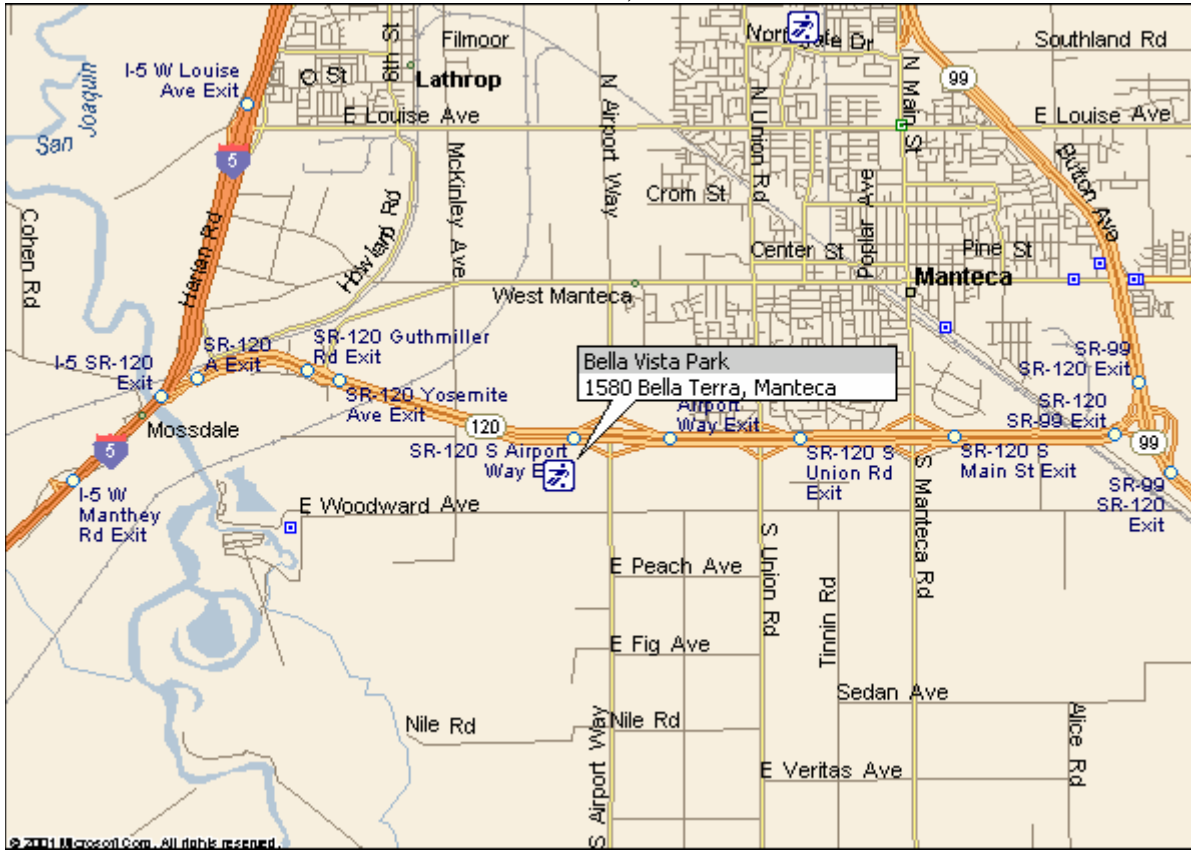 Filmoor
6th St
Northgate Dr
Southland Rd
I-5 W Louise
Ave Exit
O St
Lathrop
99
N Airport Way
N Union Rd
N Main St
E Louise Ave
E Louise Ave
San Joaquin
5
McKinley Ave
Button Ave
Crom St
Poplar Ave
Cohen Rd
Harlan Rd
Howland Rd
Center St
Pine St
Manteca
West Manteca
SR-120
A Exit
SR-120 Guthmiller
Rd Exit
I-5 SR-120
Exit
Bella Vista Park
1580 Bella Terra, Manteca
SR-99
SR-120 Exit
SR-120 Yosemite
Ave Exit
Airport
Way Exit
SR-120
SR-99 Exit
Mossdale
120
99
5
SR-120 S Airport
Way E
SR-120 S
Union Rd
Exit
SR-120 S
Main St Exit
I-5 W
Manthey
Rd Exit
SR-99
SR-120
Exit
E Woodward Ave
S Manteca Rd
S Union Rd
E Peach Ave
Tinnin Rd
E Fig Ave
Sedan Ave
Nile Rd
Nile Rd
S Airport Way
Alice Rd
E Veritas Ave
© 2001 Microsoft Corp. All rights reserved.